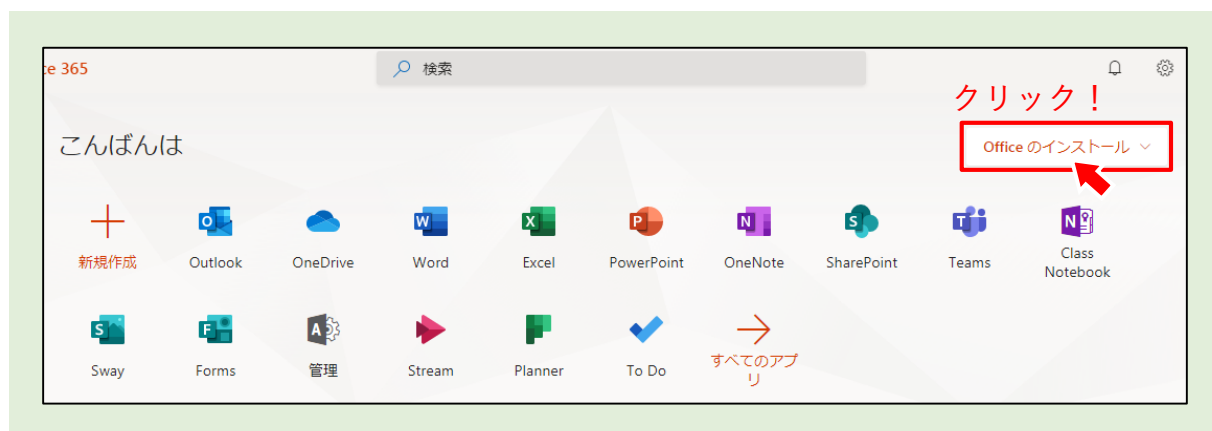 ce 365
検索
クリック！
こんばんは
Office のインストール
新規作成
Outlook
OneDrive
Word
Excel
PowerPoint
OneNote
SharePoint
Teams
Class
Notebook
Sway
Forms
管理
Stream
Planner
To Do
すべてのアプ
リ